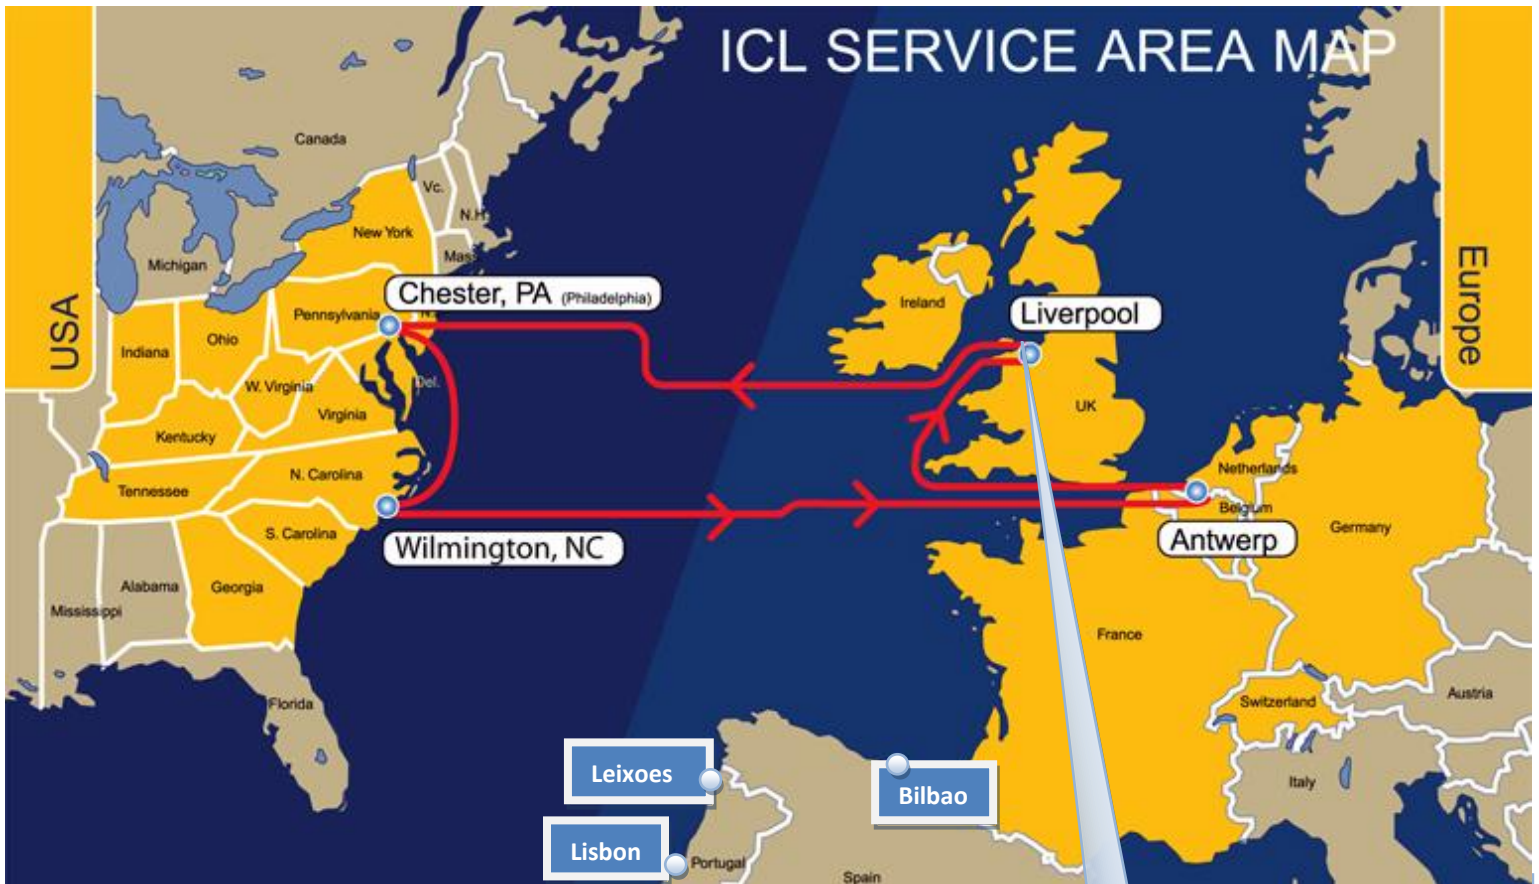 ICL SERVICE AREA MAP
USA
Europe
Canada
Vc.
N.H.
New York
Mass
Michigan
Chester, PA (Philadelphia)
Pennsylvania
Ireland
Liverpool
Ohio
Indiana
Del.
W. Virginia
Virginia
UK
Kentucky
Netherlands
N. Carolina
Tennessee
Belgium
Germany
S. Carolina
Wilmington, NC
Antwerp
Alabama
Georgia
Mississippi
France
Florida
Switzerland
Austria
Leixoes
Bilbao
Italy
Lisbon
Portugal
Spain